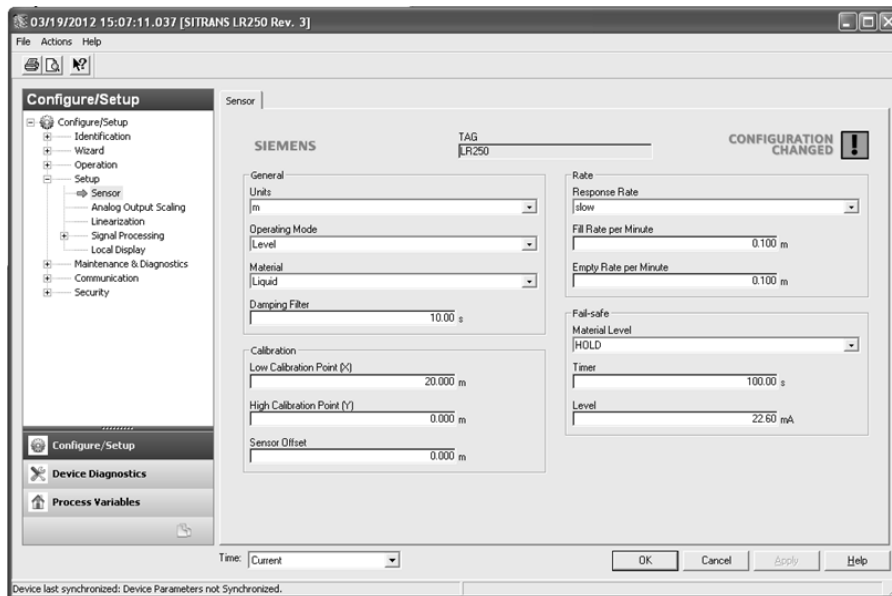 03/19/2012 15:07:11.037 [SITRANS LR250 Rev. 3]
File Actions Help
Configure/Setup
Configure/Setup
Identification
Wizard
Operation
Setup
Sensor
Analog Output Scaling
Linearization
Signal Processing
Local Display
Maintenance & Diagnostics
Communication
Security
Configure/Setup
Device Diagnostics
Process Variables
Sensor
SIEMENS
TAG
LR250
CONFIGURATION
CHANGED
General
Units
m
Operating Mode
Level
Material
Liquid
Damping Filter
10.00 s
Calibration
Low Calibration Point (X)
20.000 m
High Calibration Point (Y)
0.000 m
Sensor Offset
0.000 m
Rate
Response Rate
slow
Fill Rate per Minute
0.100 m
Empty Rate per Minute
0.100 m
Fail-safe
Material Level
HOLD
Timer
100.00 s
Level
22.60 mA
Time: Current
OK Cancel Apply Help
Device last synchronized: Device Parameters not Synchronized.